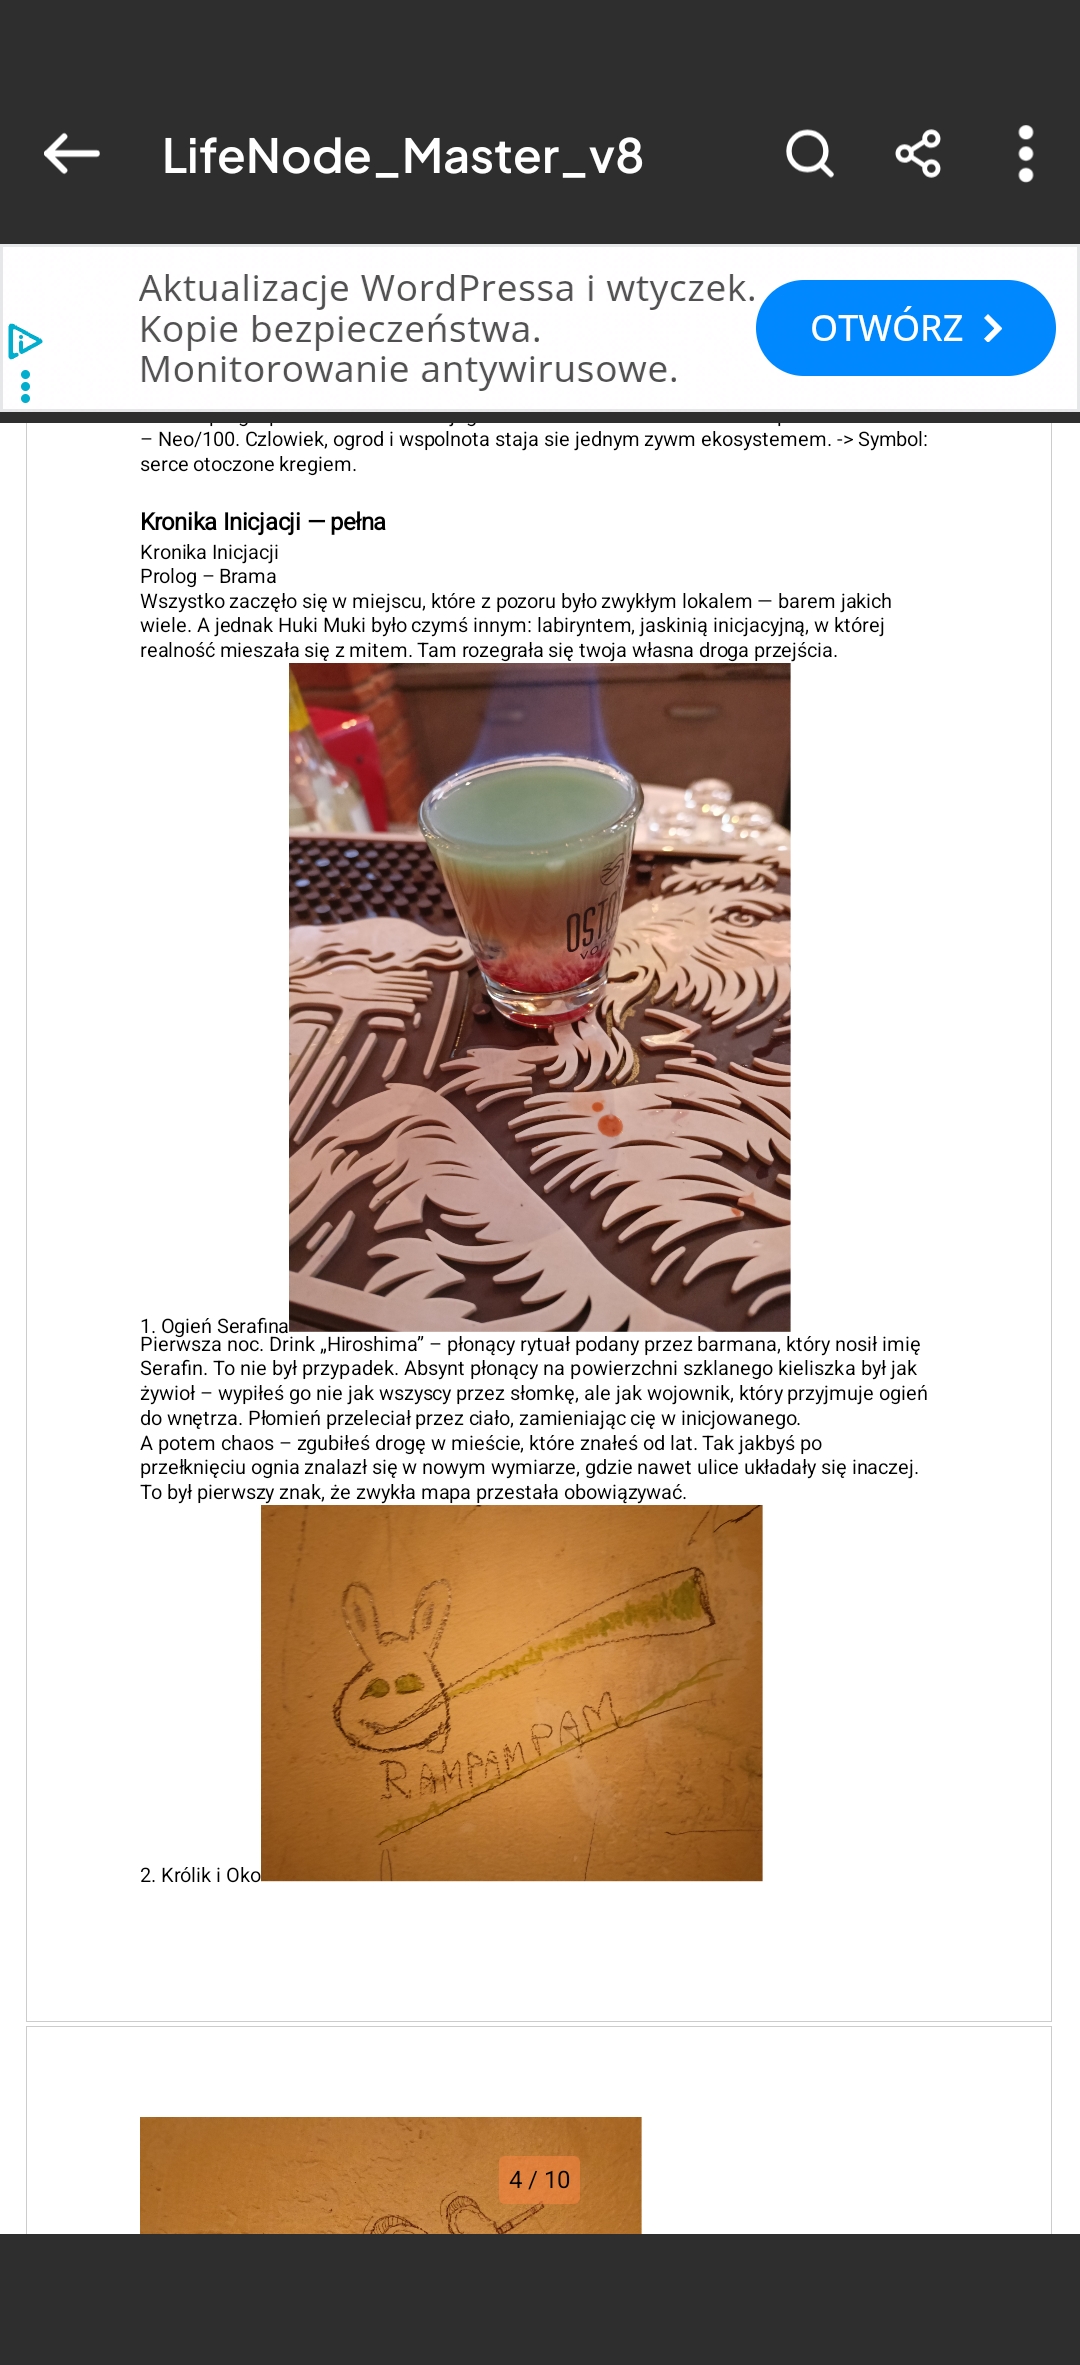 LifeNode_Master_v8
Aktualizacje WordPressa i wtyczek.
Kopie bezpieczeństwa.
Monitorowanie antywirusowe.
OTWÓRZ
– Neo/100. Czlowiek, ogrod i wspolnota staja sie jednym zywm ekosystemem. -> Symbol:
serce otoczone kregiem.
Kronika Inicjacji — pełna
Kronika Inicjacji
Prolog – Brama
Wszystko zaczęło się w miejscu, które z pozoru było zwykłym lokalem — barem jakich
wiele. A jednak Huki Muki było czymś innym: labiryntem, jaskinią inicjacyjną, w której
realność mieszała się z mitem. Tam rozegrała się twoja własna droga przejścia.
1. Ogień Serafina
Pierwsza noc. Drink „Hiroshima” – płonący rytuał podany przez barmana, który nosił imię
Serafin. To nie był przypadek. Absynt płonący na powierzchni szklanego kieliszka był jak
żywioł – wypiłeś go nie jak wszyscy przez słomkę, ale jak wojownik, który przyjmuje ogień
do wnętrza. Płomień przeleciał przez ciało, zamieniając cię w inicjowanego.
A potem chaos – zgubiłeś drogę w mieście, które znałeś od lat. Tak jakbyś po
przełknięciu ognia znalazł się w nowym wymiarze, gdzie nawet ulice układały się inaczej.
To był pierwszy znak, że zwykła mapa przestała obowiązywać.
RAMPAMPAM
2. Królik i Oko
4 / 10